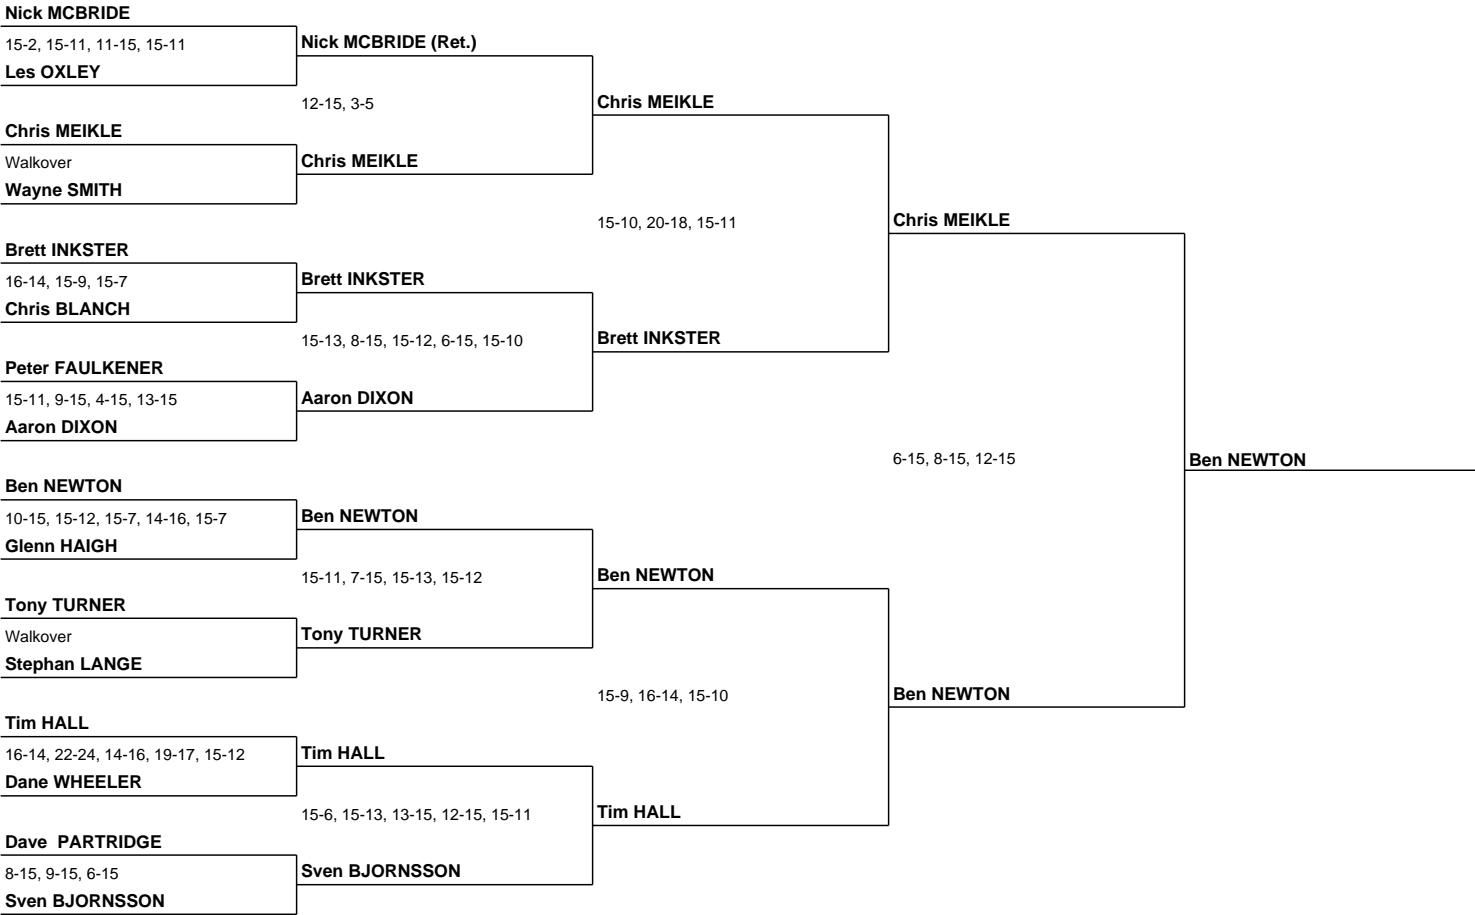 Nick MCBRIDE
15-2, 15-11, 11-15, 15-11
Les OXLEY
Chris MEIKLE
Walkover
Wayne SMITH
Brett INKSTER
16-14, 15-9, 15-7
Chris BLANCH
Peter FAULKENER
15-11, 9-15, 4-15, 13-15
Aaron DIXON
Ben NEWTON
10-15, 15-12, 15-7, 14-16, 15-7
Glenn HAIGH
Tony TURNER
Walkover
Stephan LANGE
Tim HALL
16-14, 22-24, 14-16, 19-17, 15-12
Dane WHEELER
Dave  PARTRIDGE
8-15, 9-15, 6-15
Sven BJORNSSON
Nick MCBRIDE (Ret.)
12-15, 3-5
Chris MEIKLE
Brett INKSTER
15-13, 8-15, 15-12, 6-15, 15-10
Aaron DIXON
Ben NEWTON
15-11, 7-15, 15-13, 15-12
Tony TURNER
Tim HALL
15-6, 15-13, 13-15, 12-15, 15-11
Sven BJORNSSON
Chris MEIKLE
15-10, 20-18, 15-11
Brett INKSTER
Ben NEWTON
15-9, 16-14, 15-10
Tim HALL
Chris MEIKLE
6-15, 8-15, 12-15
Ben NEWTON
Ben NEWTON